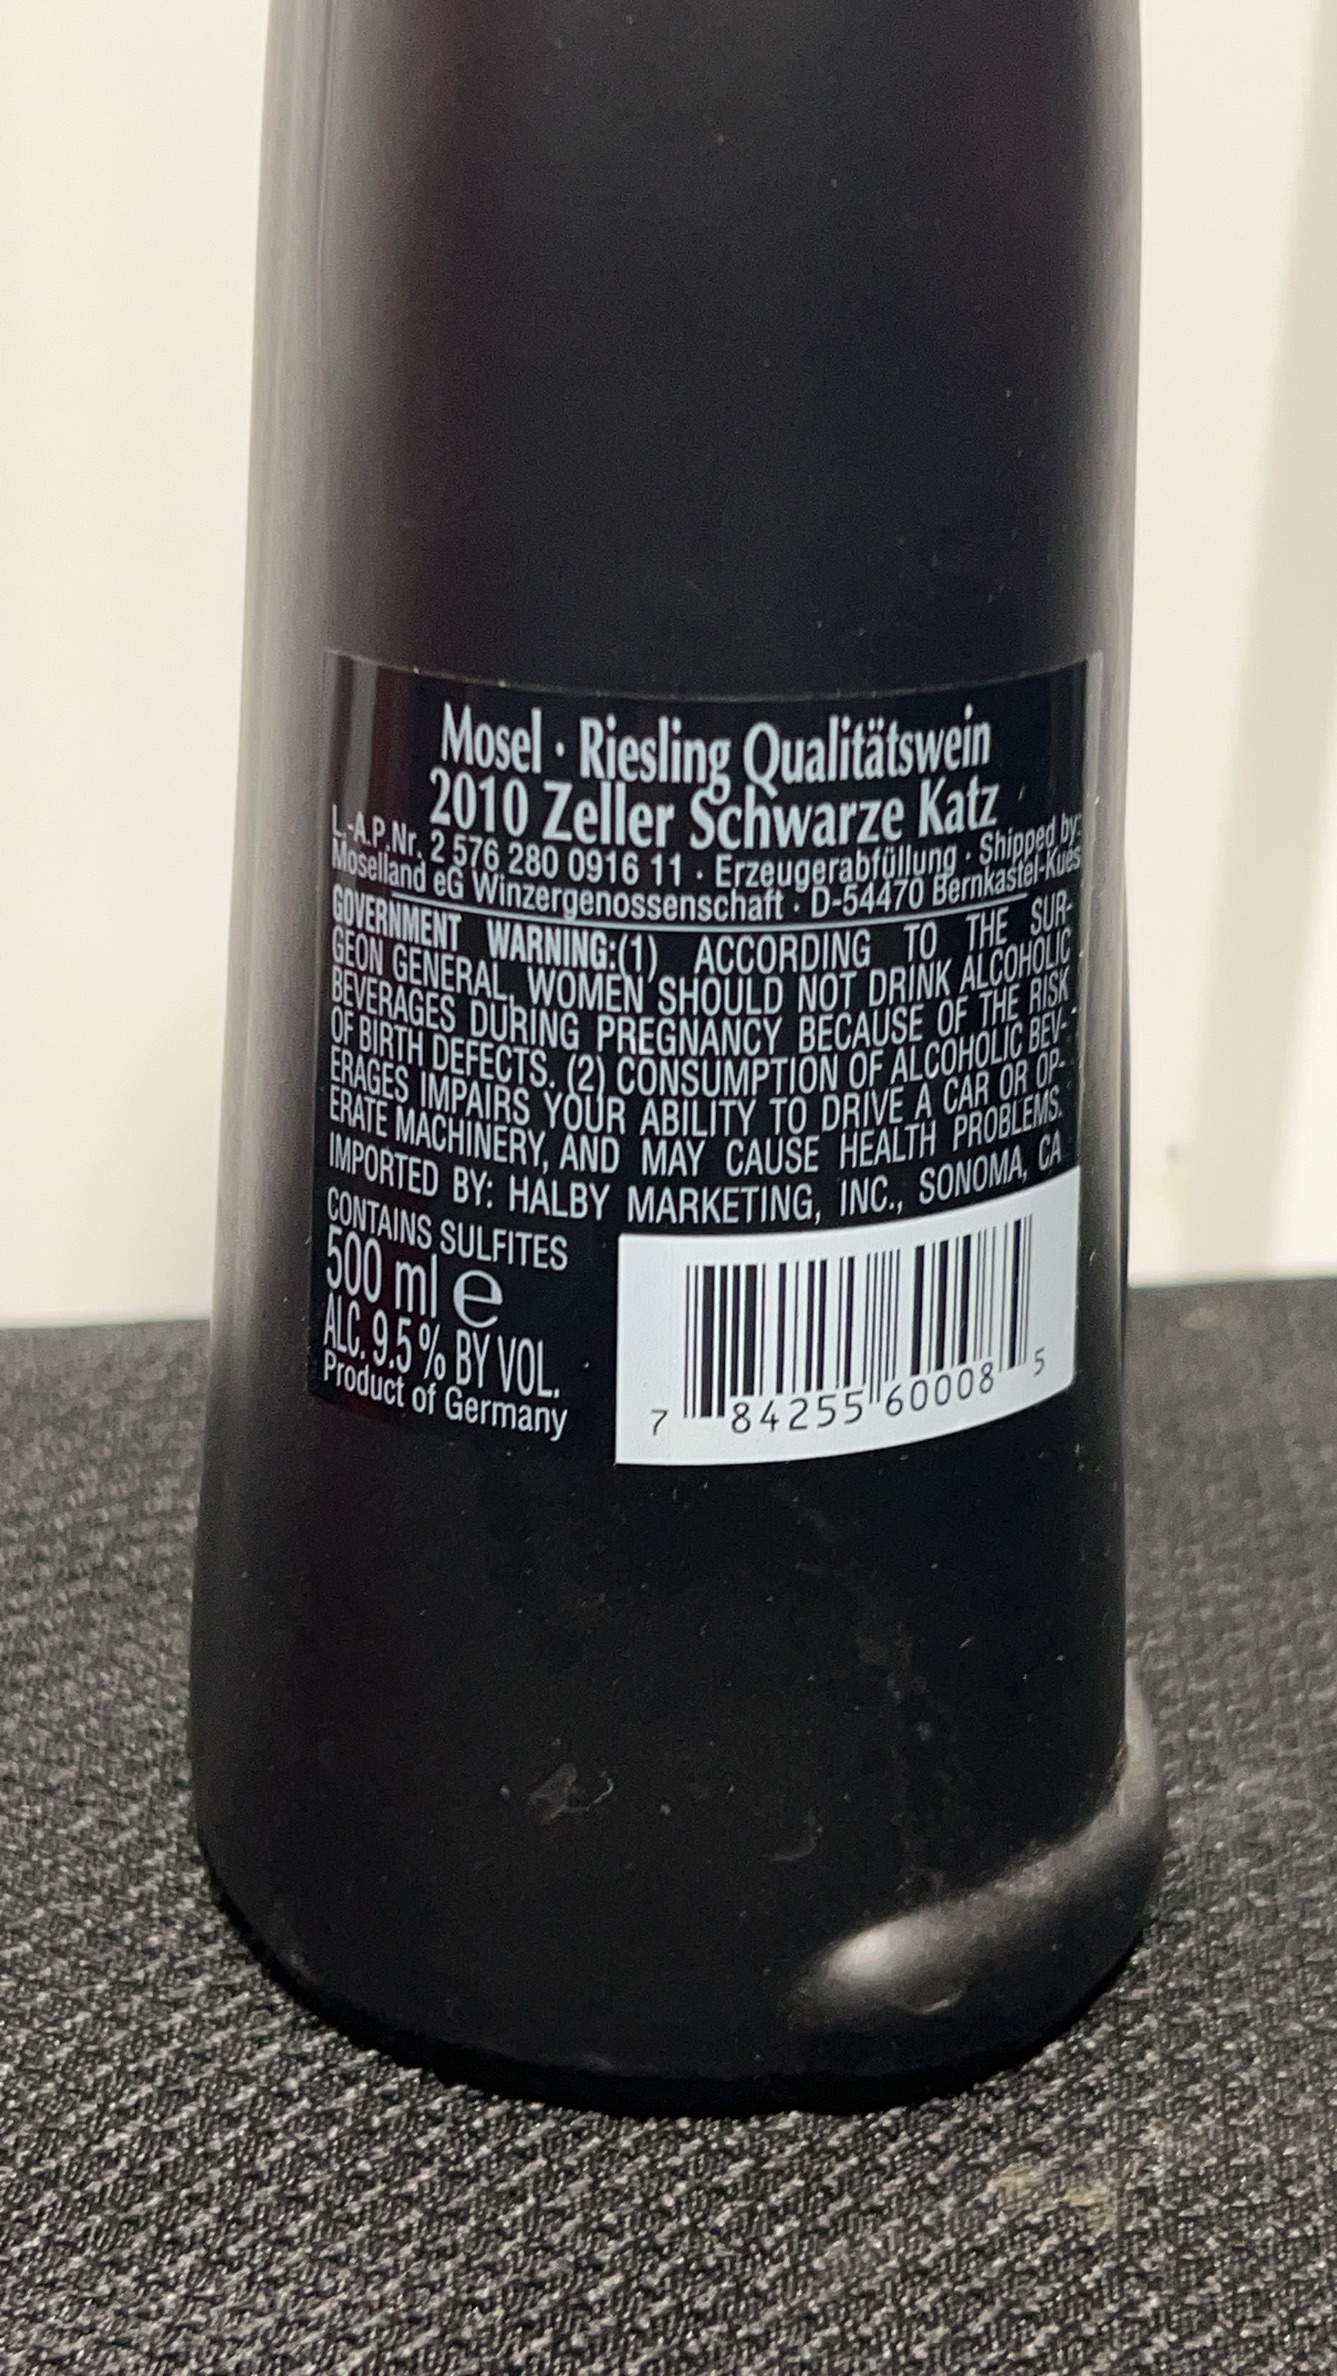 Mosel · Riesling Qualitätswein
2010 Zeller Schwarze Katz
L.-A.P.Nr. 2 576 280 0916 11 · Erzeugerabfüllung · Shipped by:
Moselland eG Winzergenossenschaft · D-54470 Bernkastel-Kues
GOVERNMENT WARNING:(1) ACCORDING TO THE SUR-
GEON GENERAL, WOMEN SHOULD NOT DRINK ALCOHOLIC
BEVERAGES DURING PREGNANCY BECAUSE OF THE RISK
OF BIRTH DEFECTS. (2) CONSUMPTION OF ALCOHOLIC BEV-
ERAGES IMPAIRS YOUR ABILITY TO DRIVE A CAR OR OP-
ERATE MACHINERY, AND MAY CAUSE HEALTH PROBLEMS.
IMPORTED BY: HALBY MARKETING, INC., SONOMA, CA
CONTAINS SULFITES
500 ml e
ALC. 9.5% BY VOL.
Product of Germany
7 84255 60008 5